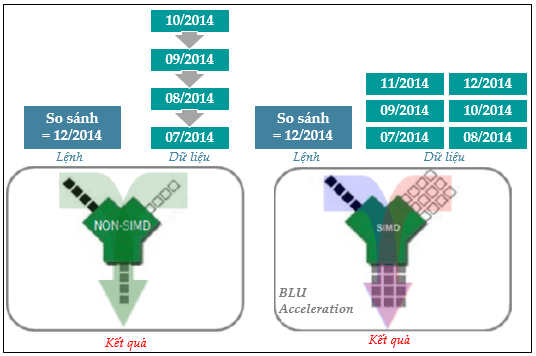 10/2014
09/2014
08/2014
07/2014
So sánh
= 12/2014
Lệnh
Dữ liệu
NON-SIMD
Kết quả
11/2014
12/2014
09/2014
10/2014
07/2014
08/2014
So sánh
= 12/2014
Lệnh
Dữ liệu
SIMD
BLU
Acceleration
Kết quả